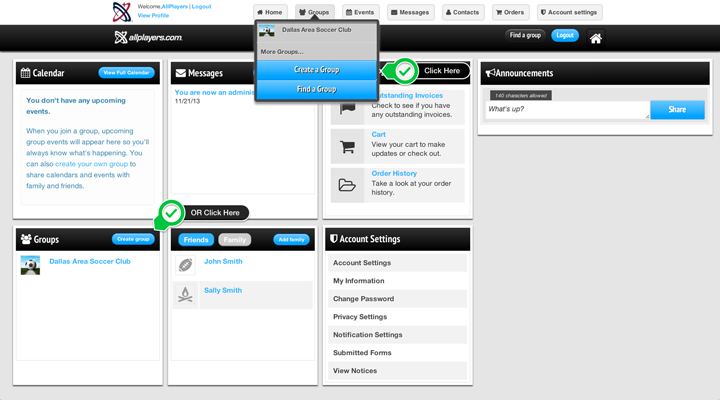 Welcome,AllPlayers | Logout
View Profile
Home
Groups
Events
Messages
Contacts
Orders
Account settings
allplayers.com
Find a group
Logout
Dallas Area Soccer Club
More Groups...
Create a Group
Find a Group
Click Here
Calendar
View Full Calendar
You don't have any upcoming
events.
When you join a group, upcoming
group events will appear here so you'll
always know what's happening. You
can also create your own group to
share calendars and events with
family and friends.
Messages
You are now an admini
11/21/13
utstanding Invoices
Check to see if you have
any outstanding invoices.
Cart
View your cart to make
updates or check out.
Order History
Take a look at your order
history.
Announcements
140 characters allowed
What's up?
Share
OR Click Here
Groups
Create group
Dallas Area Soccer Club
Friends
Family
Add family
John Smith
Sally Smith
Account Settings
Account Settings
My Information
Change Password
Privacy Settings
Notification Settings
Submitted Forms
View Notices